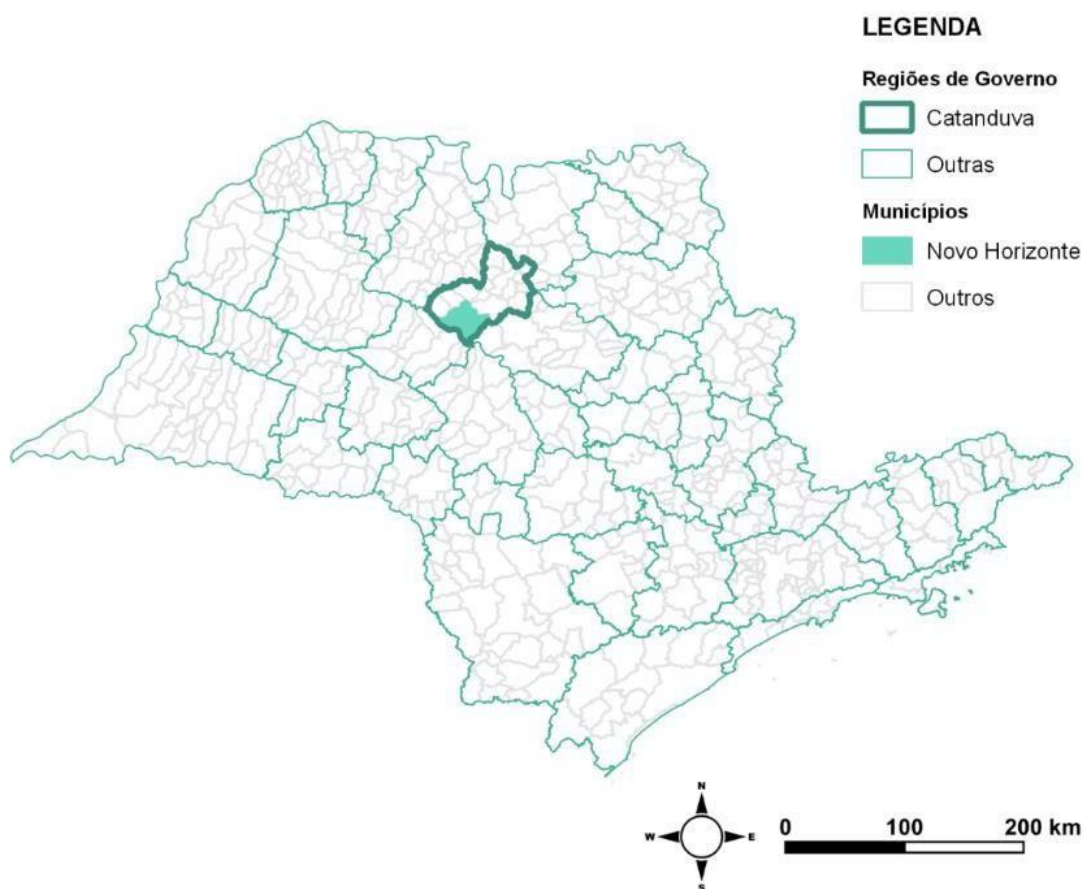 LEGENDA
Regiões de Governo
Catanduva
Outras
Municípios
Novo Horizonte
Outros
N
W E
S
0 100 200 km